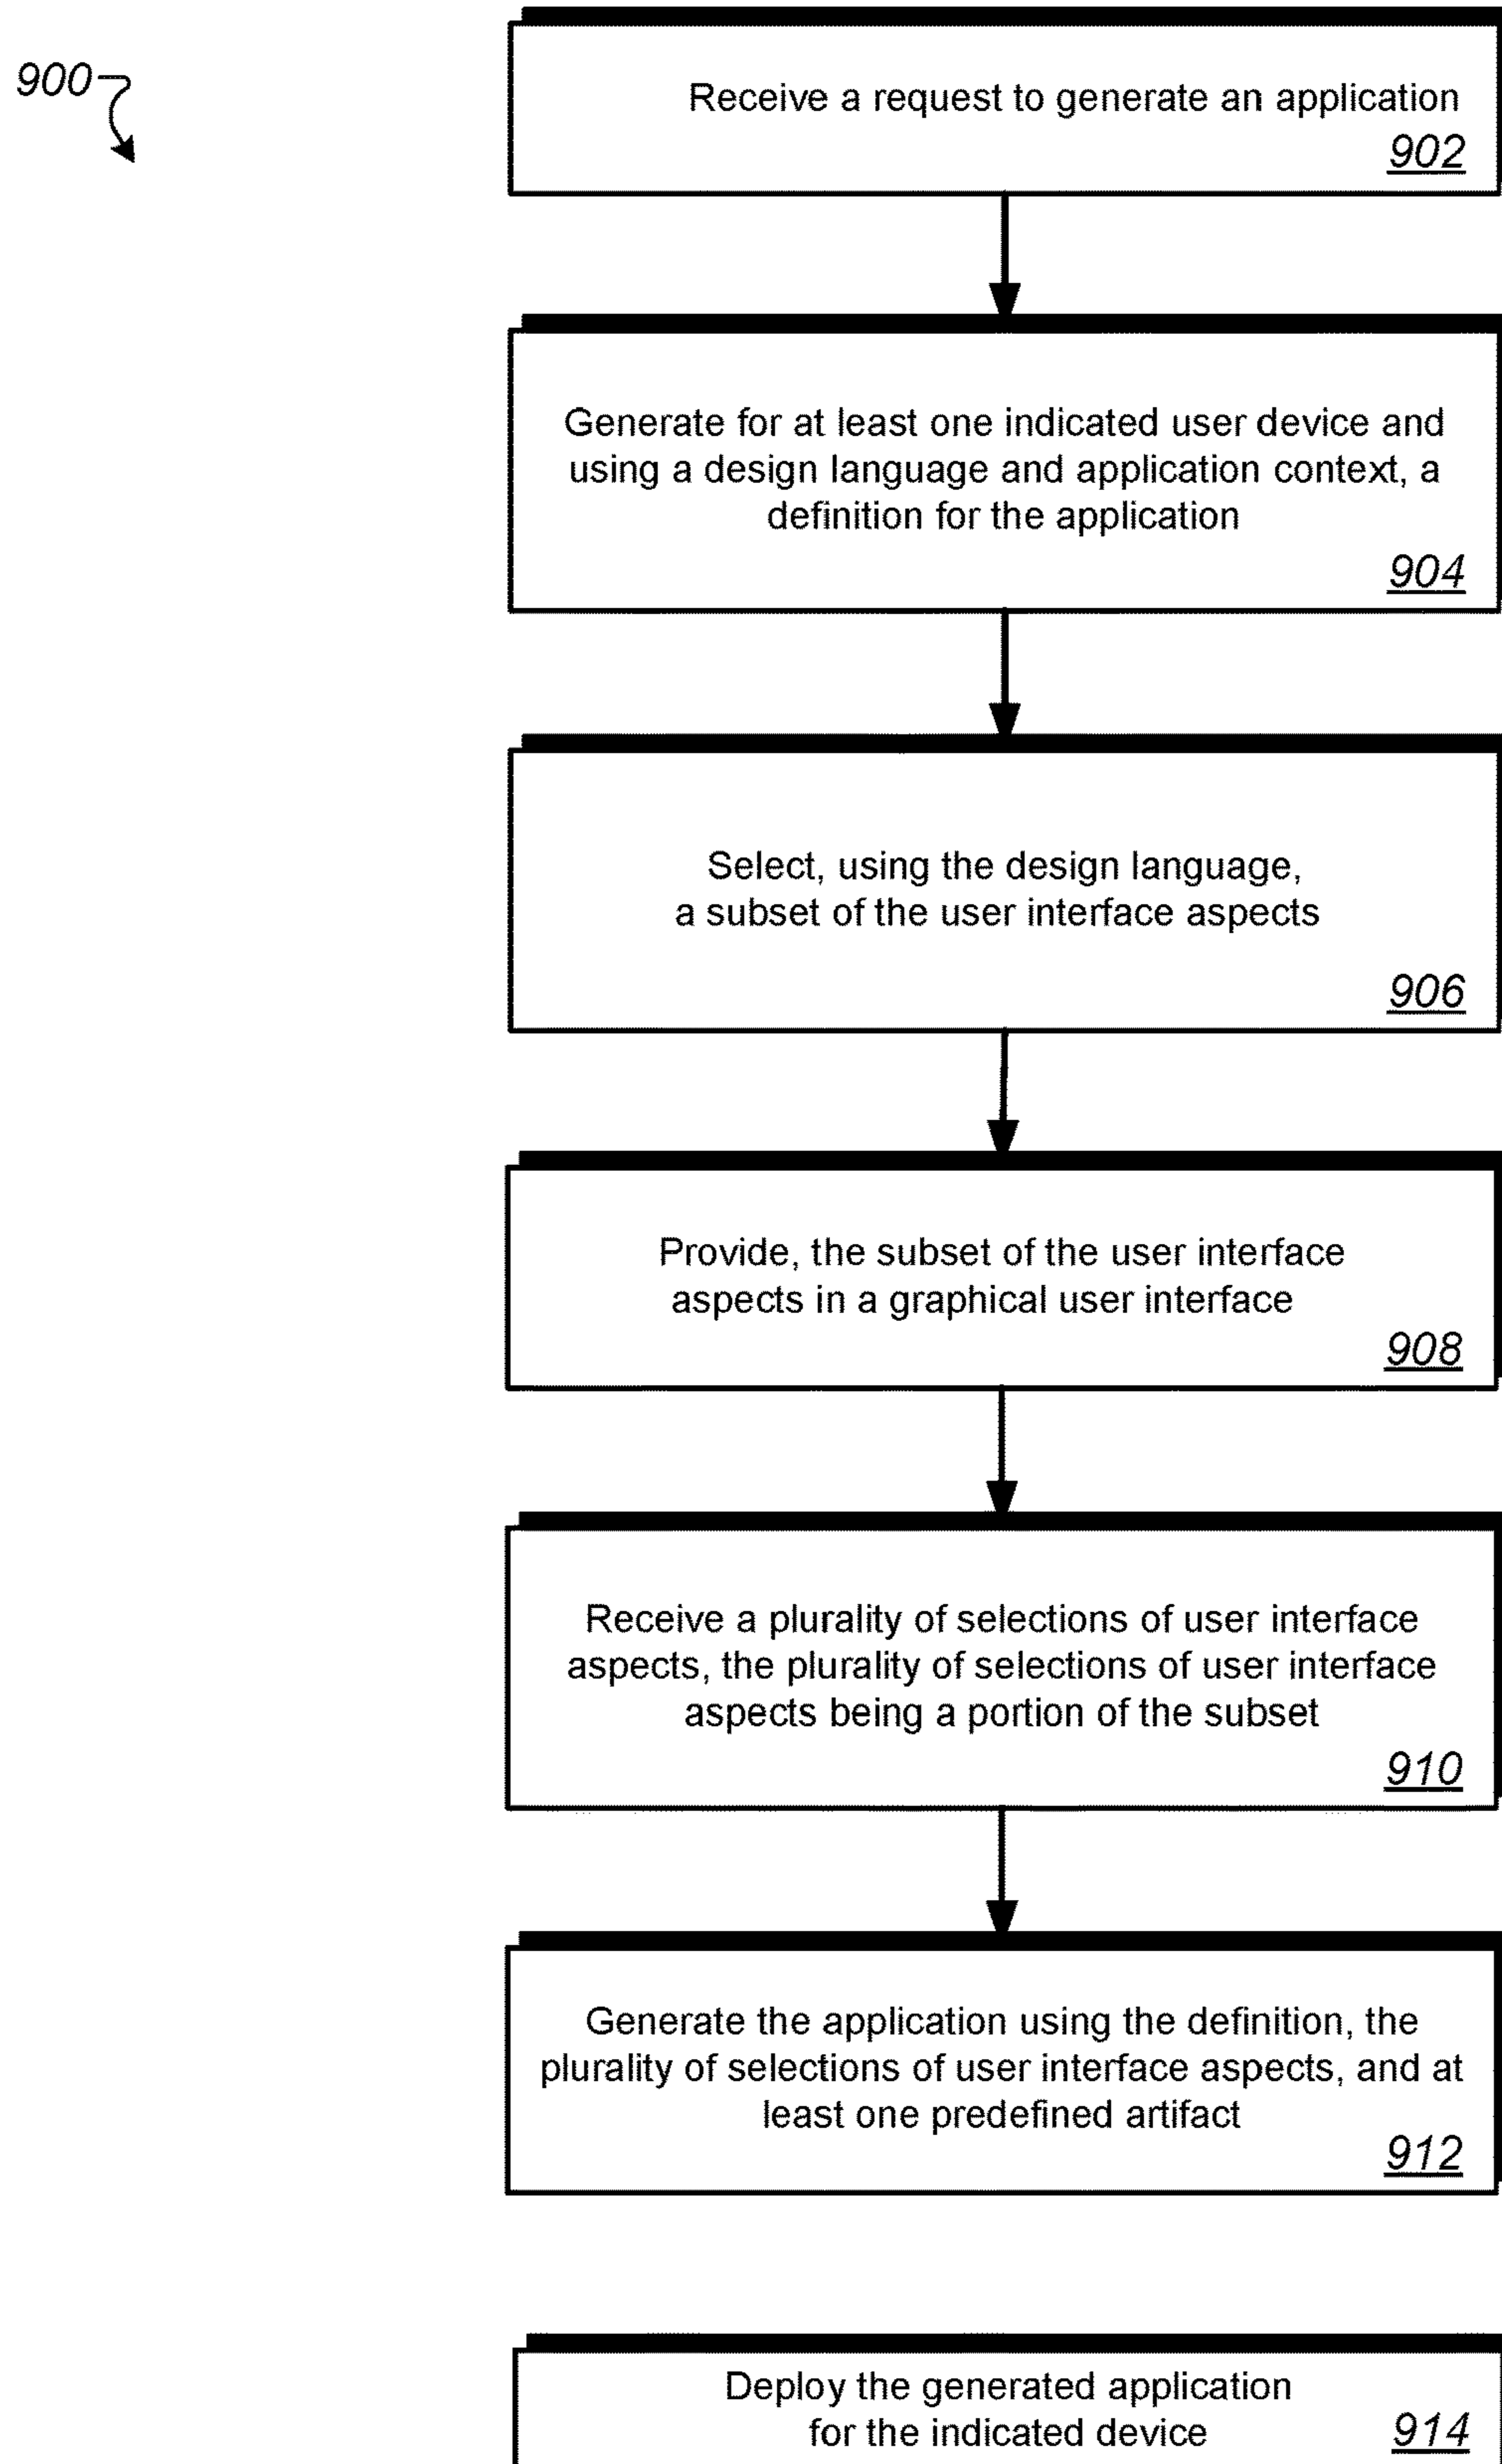 900
Receive a request to generate an application
902
Generate for at least one indicated user device and
using a design language and application context, a
definition for the application
904
Select, using the design language,
a subset of the user interface aspects
906
Provide, the subset of the user interface
aspects in a graphical user interface
908
Receive a plurality of selections of user interface
aspects, the plurality of selections of user interface
aspects being a portion of the subset
910
Generate the application using the definition, the
plurality of selections of user interface aspects, and at
least one predefined artifact
912
Deploy the generated application
for the indicated device
914